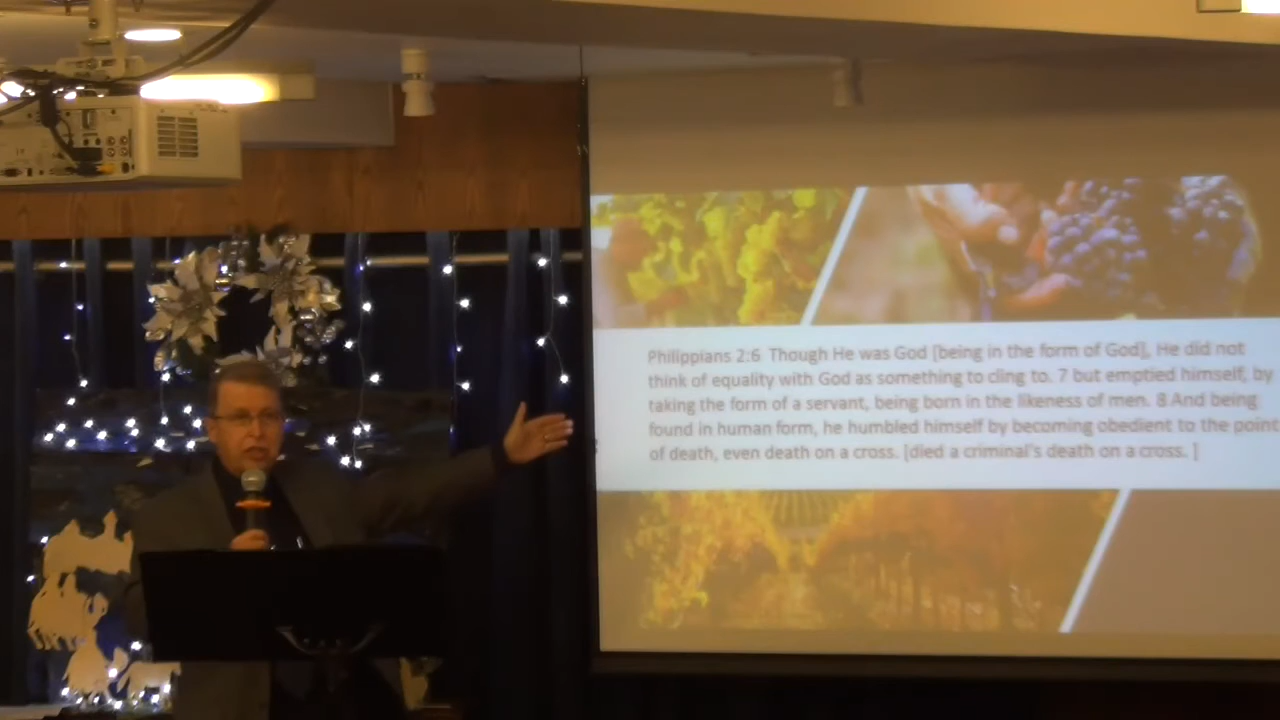 Philippians 2:6 Though He was God [being in the form of God], He did not
think of equality with God as something to cling to. 7 but emptied himself, by
taking the form of a servant, being born in the likeness of men. 8 And being
found in human form, he humbled himself by becoming obedient to the point
of death, even death on a cross. [died a criminal's death on a cross. ]